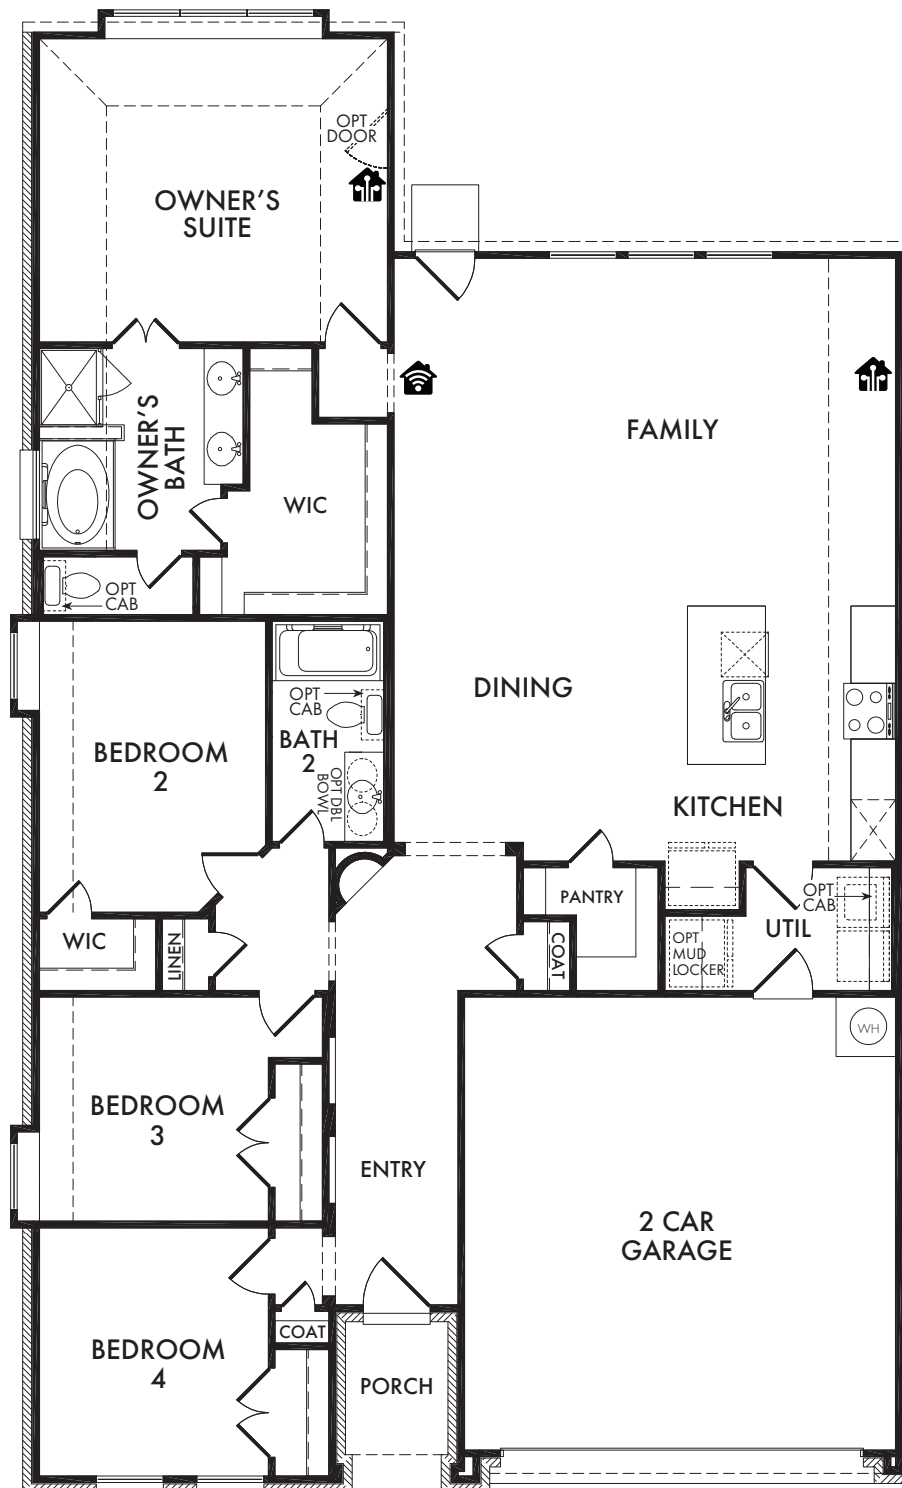 OPT
DOOR
OWNER'S
SUITE
OWNER'S
BATH
FAMILY
WIC
OPT
CAB
DINING
OPT
CAB
BEDROOM
2
BATH
2
OPT DBL
BOWL
KITCHEN
PANTRY
OPT
CAB
WIC
LINEN
COAT
UTIL
OPT
MUD
LOCKER
WH
BEDROOM
3
ENTRY
2 CAR
GARAGE
COAT
BEDROOM
4
PORCH